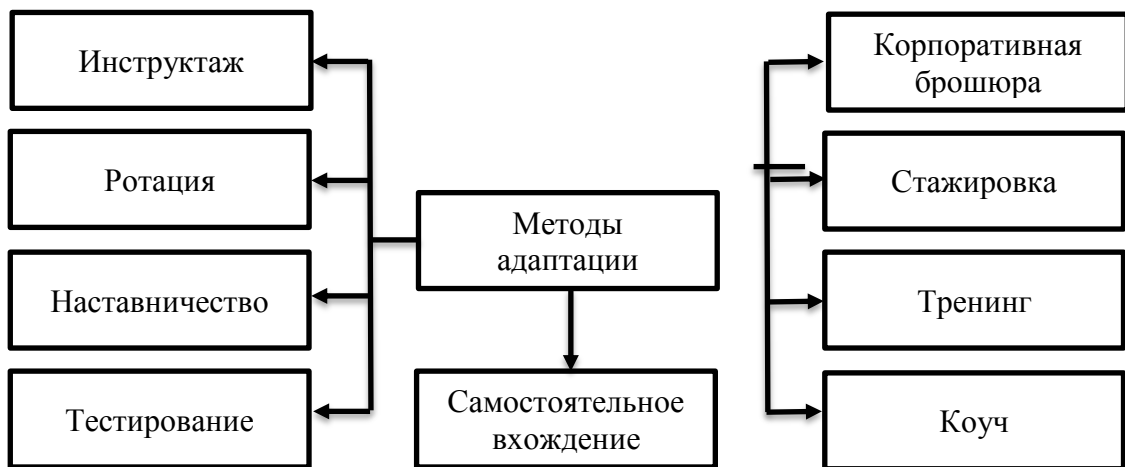 Инструктаж
Ротация
Наставничество
Тестирование
Методы
адаптации
Самостоятельное
вхождение
Корпоративная
брошюра
Стажировка
Тренинг
Коуч